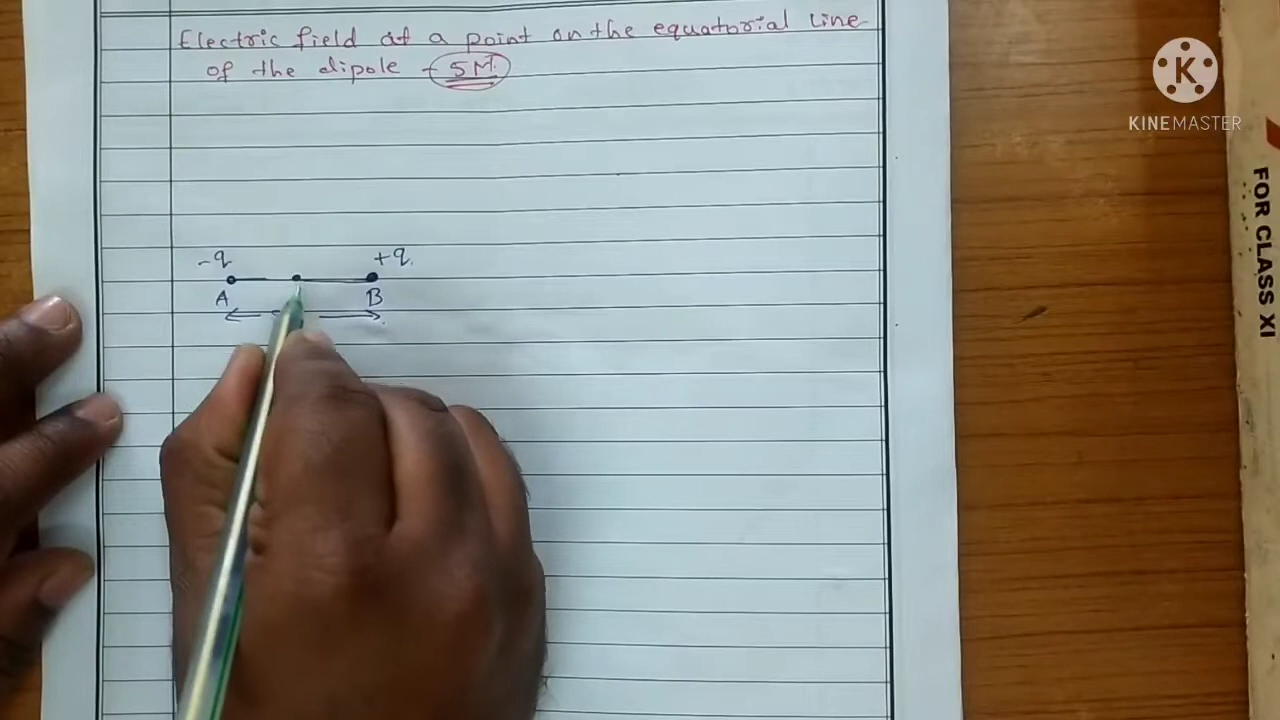 Electric field at a point on the equatorial line
of the dipole - 5M
K
KINEMASTER
FOR CLASS XI
-q +q
A B